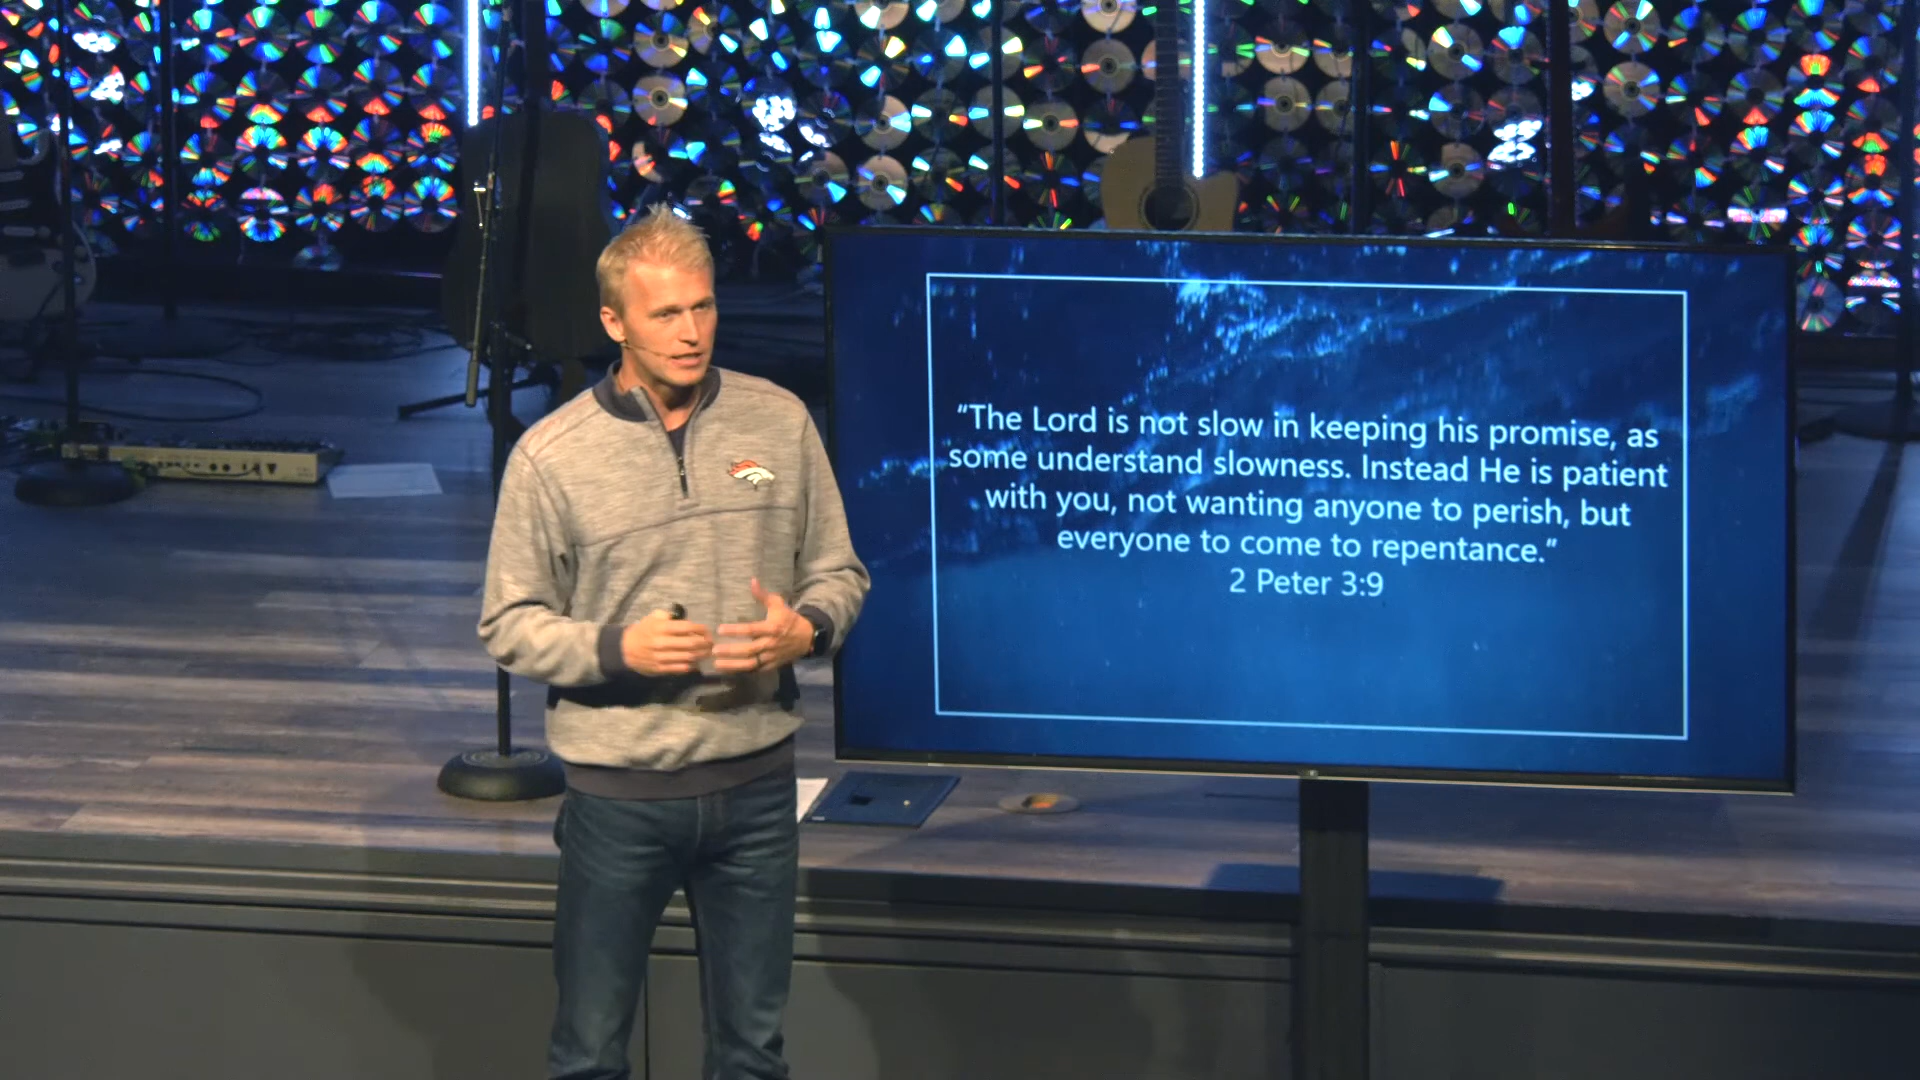 “The Lord is not slow in keeping his promise, as
some understand slowness. Instead He is patient
with you, not wanting anyone to perish, but
everyone to come to repentance.”
2 Peter 3:9